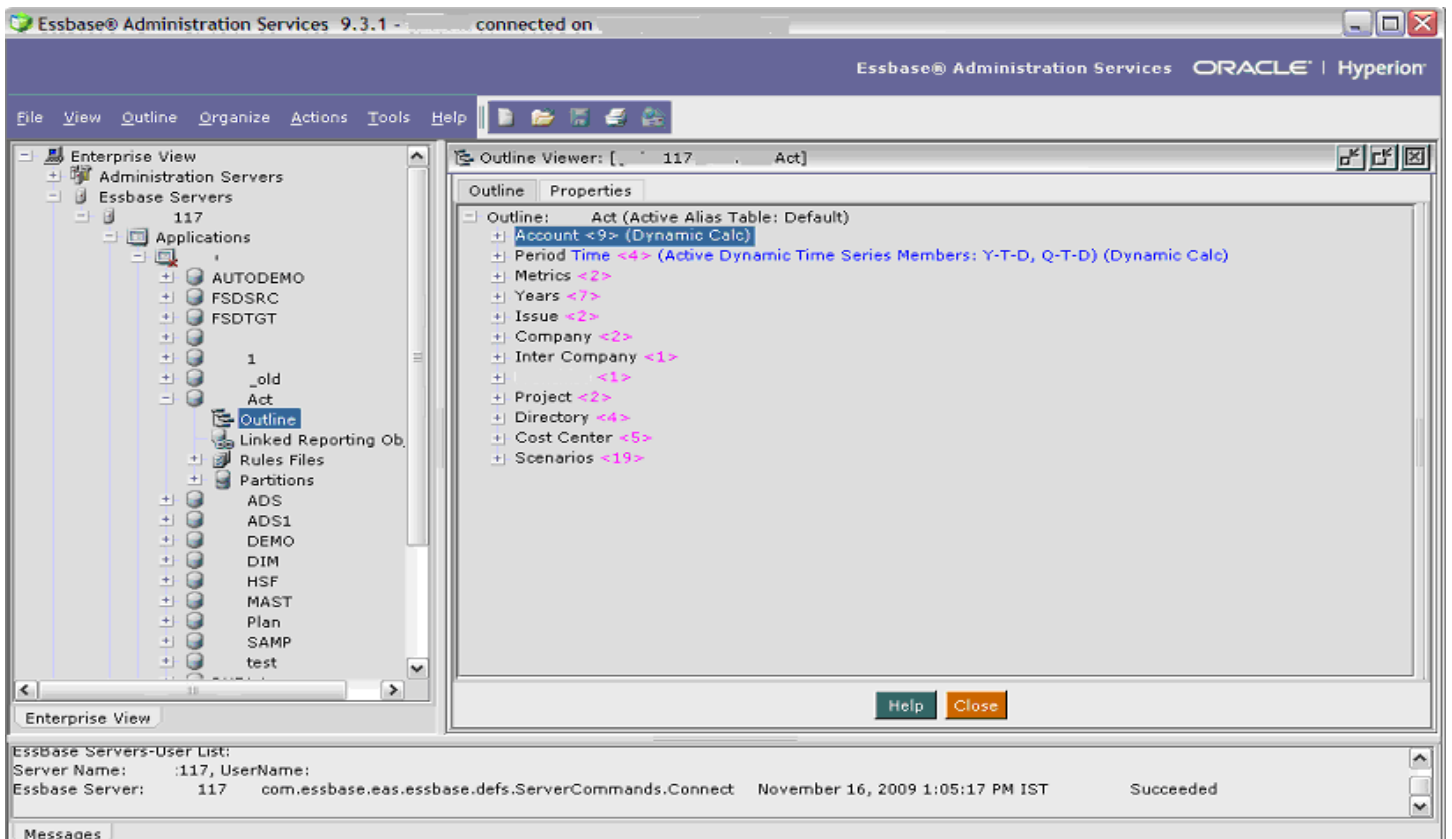 Essbase® Administration Services 9.3.1 - connected on
Essbase® Administration Services ORACLE | Hyperion
File View Outline Organize Actions Tools Help
Enterprise View
Administration Servers
Essbase Servers
117
Applications
AUTODEMO
FSDSRC
FSDTGT
1
_old
Act
Outline
Linked Reporting Ob
Rules Files
Partitions
ADS
ADS1
DEMO
DIM
HSF
MAST
Plan
SAMP
test
Enterprise View
Outline Viewer: [ 117 . Act]
Outline Properties
Outline: Act (Active Alias Table: Default)
Account <9> (Dynamic Calc)
Period Time <4> (Active Dynamic Time Series Members: Y-T-D, Q-T-D) (Dynamic Calc)
Metrics <2>
Years <7>
Issue <2>
Company <2>
Inter Company <1>
<1>
Project <2>
Directory <4>
Cost Center <5>
Scenarios <19>
Help Close
EssBase Servers-User List:
Server Name: :117, UserName:
Essbase Server: 117 com.essbase.eas.essbase.defs.ServerCommands.Connect November 16, 2009 1:05:17 PM IST Succeeded
Messages